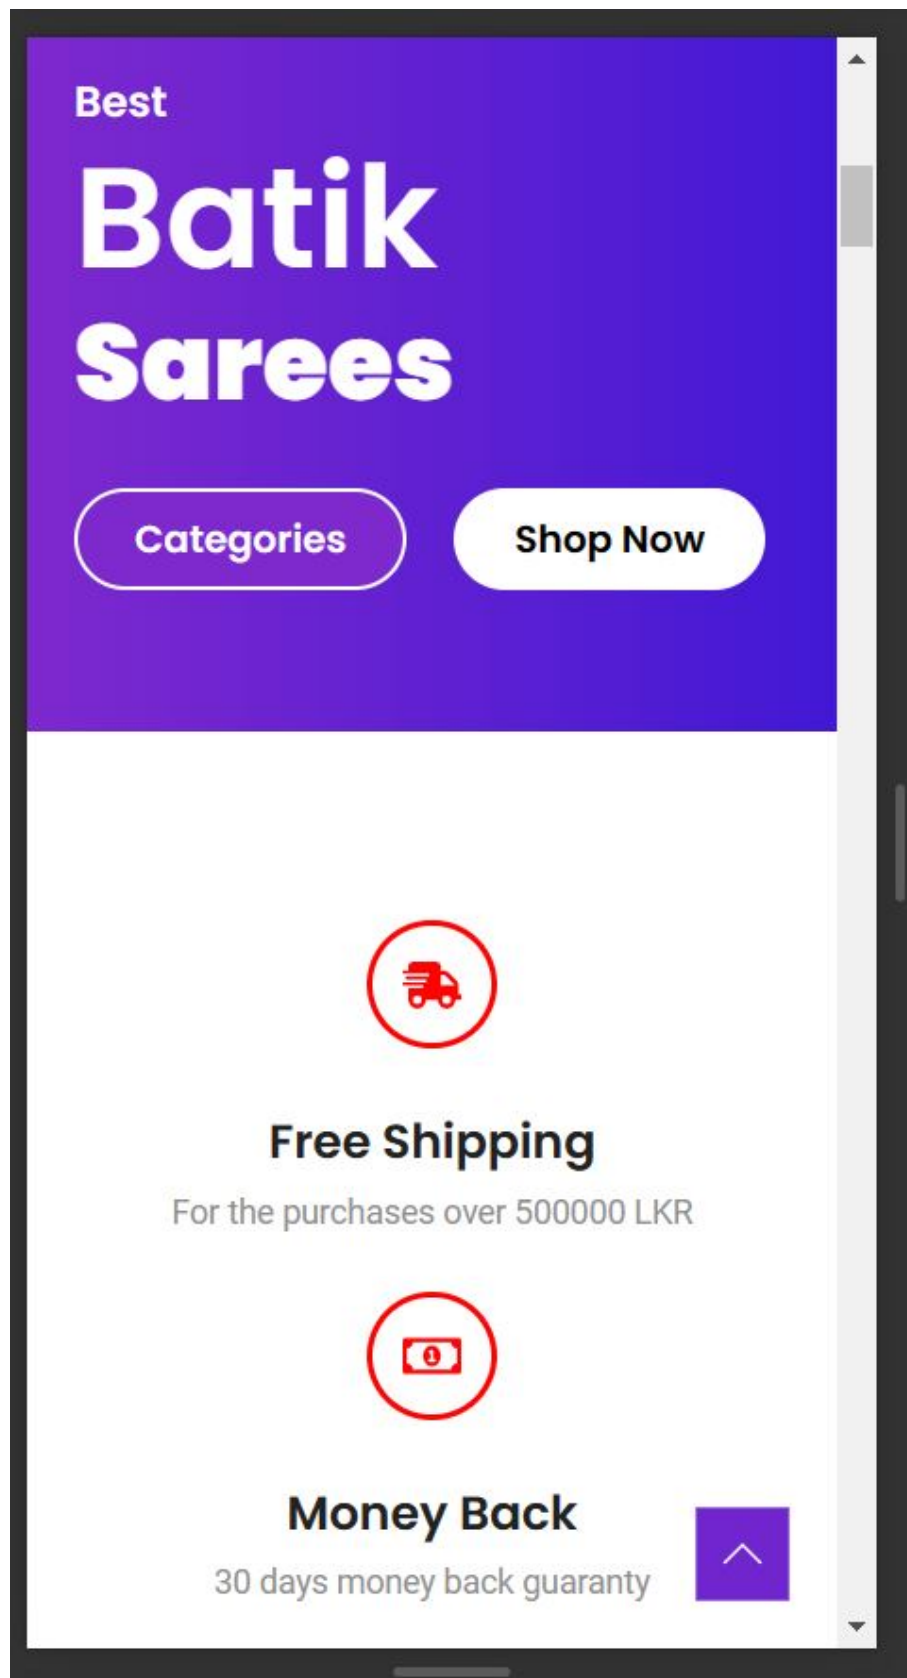 Best
Batik
Sarees
Categories
Shop Now
Free Shipping
For the purchases over 500000 LKR
1
Money Back
30 days money back guaranty